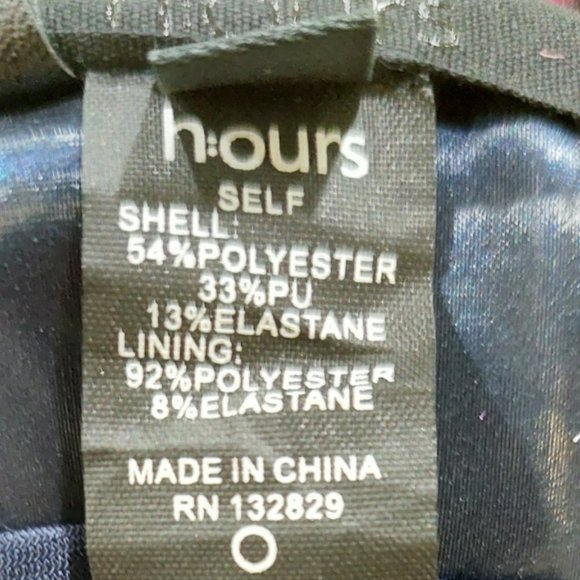 h:ours
SELF
SHELL:
54%POLYESTER
33%PU
13%ELASTANE
LINING:
92%POLYESTER
8%ELASTANE
MADE IN CHINA
RN 132829